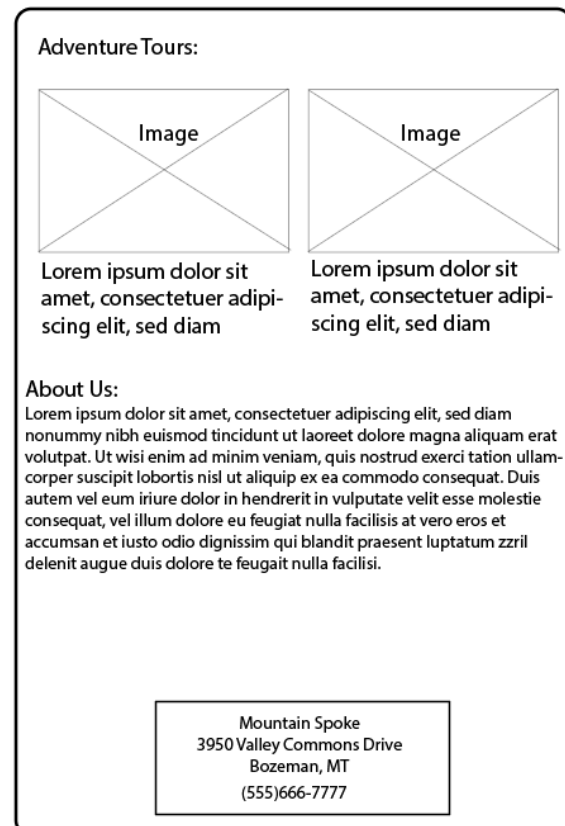 Adventure Tours:
Image
Image
Lorem ipsum dolor sit
amet, consectetuer adipi-
scing elit, sed diam
Lorem ipsum dolor sit
amet, consectetuer adipi-
scing elit, sed diam
About Us:
Lorem ipsum dolor sit amet, consectetuer adipiscing elit, sed diam
nonummy nibh euismod tincidunt ut laoreet dolore magna aliquam erat
volutpat. Ut wisi enim ad minim veniam, quis nostrud exerci tation ullam-
corper suscipit lobortis nisl ut aliquip ex ea commodo consequat. Duis
autem vel eum iriure dolor in hendrerit in vulputate velit esse molestie
consequat, vel illum dolore eu feugiat nulla facilisis at vero eros et
accumsan et iusto odio dignissim qui blandit praesent luptatum zzril
delenit augue duis dolore te feugait nulla facilisi.
Mountain Spoke
3950 Valley Commons Drive
Bozeman, MT
(555)666-7777